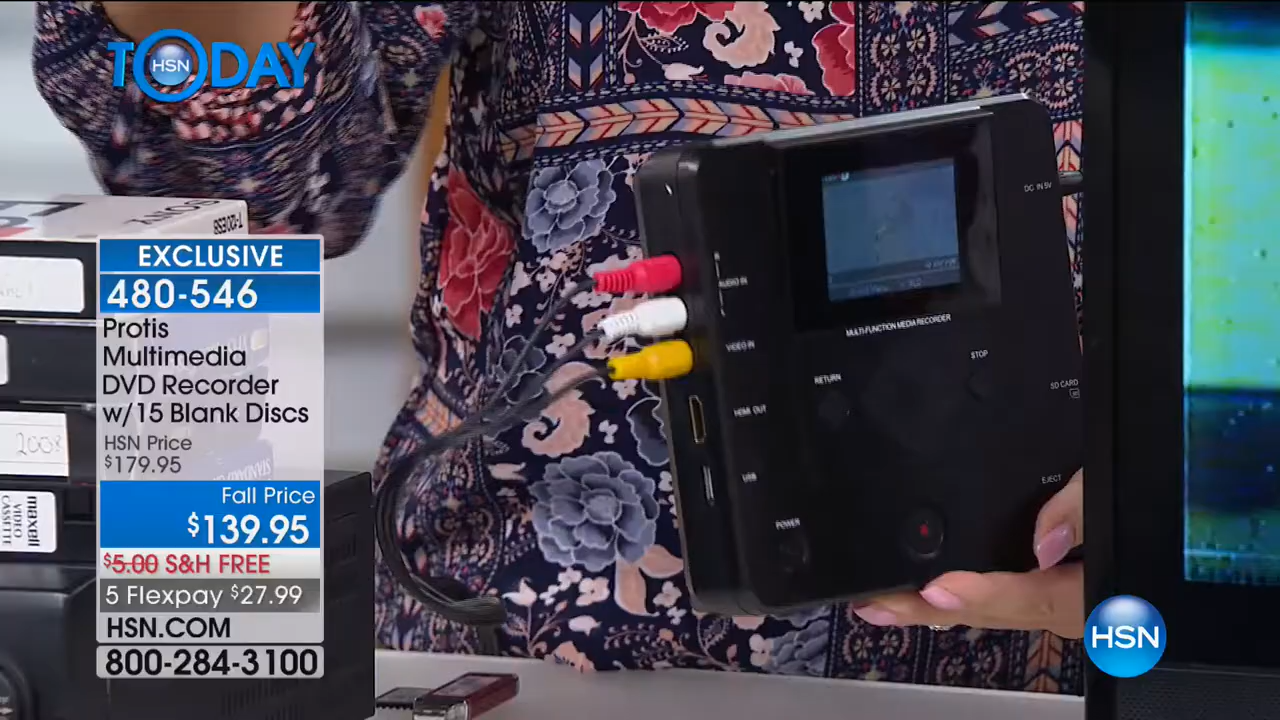 HSN
TODAY
SONY
T-120ESB
EXCLUSIVE
480-546
Protis
Multimedia
DVD Recorder
w/15 Blank Discs
HSN Price
$179.95
Fall Price
$139.95
$5.00 S&H FREE
5 Flexpay $27.99
HSN.COM
800-284-3100
2008
maxell
VIDEO
CASSETTE
DC IN 5V
AUDIO IN
MULTI-FUNCTION MEDIA RECORDER
VIDEO IN
STOP
RETURN
SD CARD
HDMI OUT
USB
EJECT
POWER
HSN